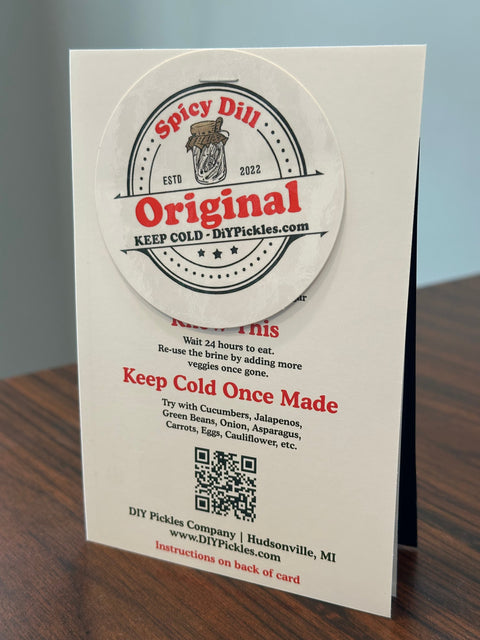 Spicy Dill
ESTD 2022
Original
KEEP COLD - DiYPickles.com
This
Wait 24 hours to eat.
Re-use the brine by adding more
veggies once gone.
Keep Cold Once Made
Try with Cucumbers, Jalapenos,
Green Beans, Onion, Asparagus,
Carrots, Eggs, Cauliflower, etc.
DIY Pickles Company | Hudsonville, MI
www.DIYPickles.com
Instructions on back of card